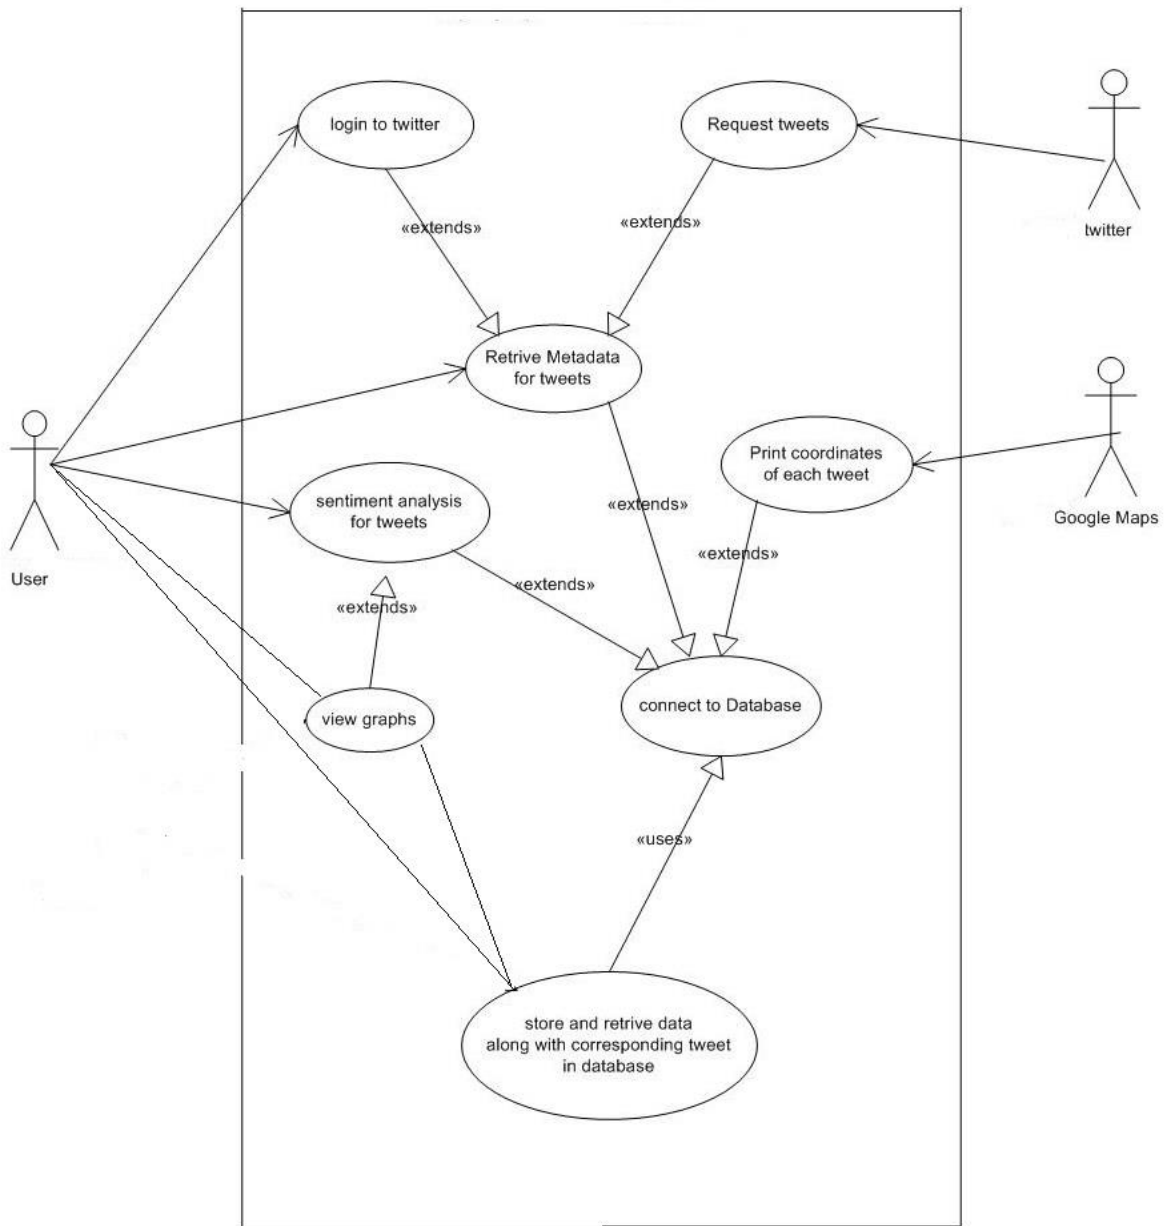 login to twitter
Request tweets
«extends»
«extends»
twitter
Retrive Metadata
for tweets
Print coordinates
of each tweet
sentiment analysis
for tweets
«extends»
Google Maps
«extends»
User
«extends»
«extends»
connect to Database
view graphs
«uses»
store and retrive data
along with corresponding tweet
in database